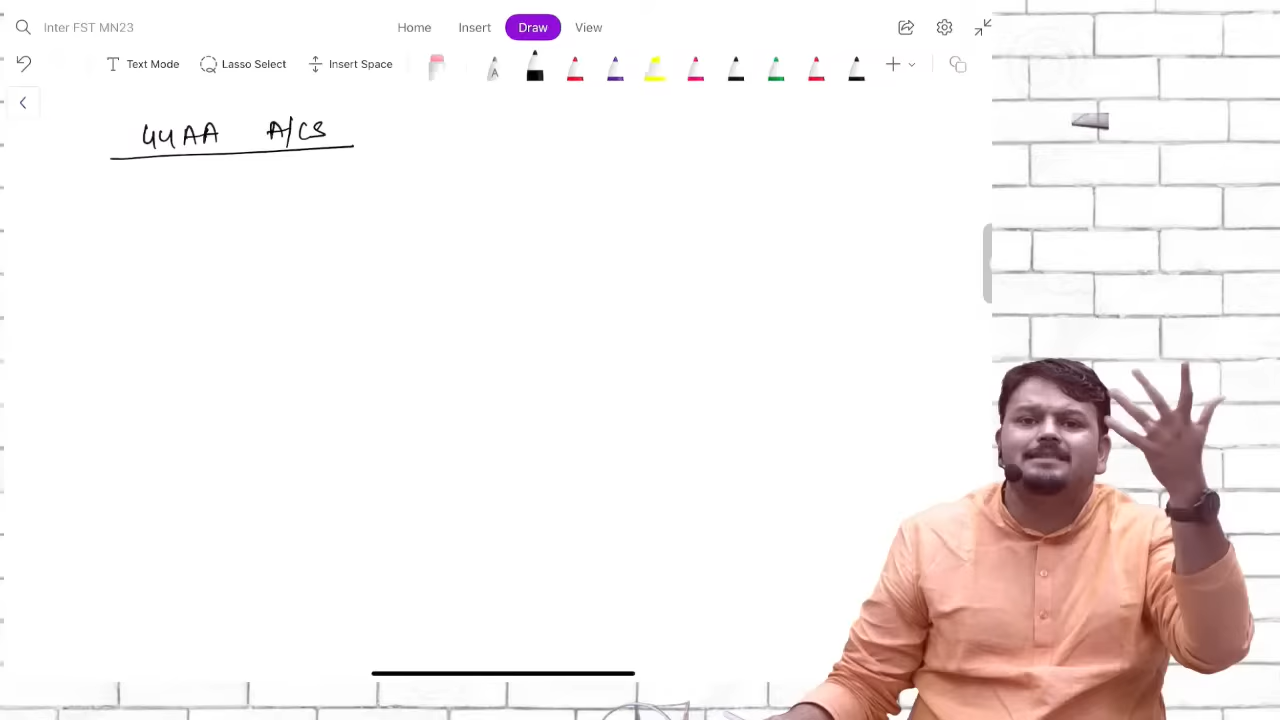 Inter FST MN23
Home Insert Draw View
Text Mode Lasso Select Insert Space A
44AA A/CS